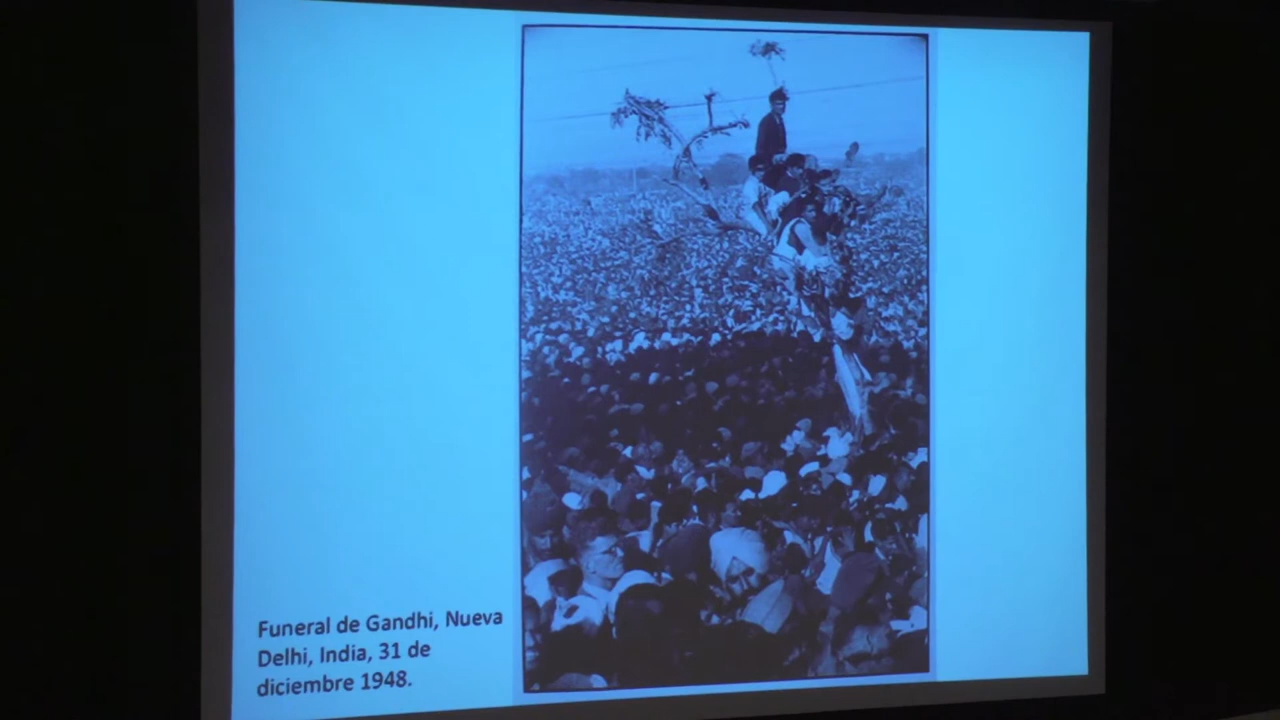 Funeral de Gandhi, Nueva
Delhi, India, 31 de
diciembre 1948.